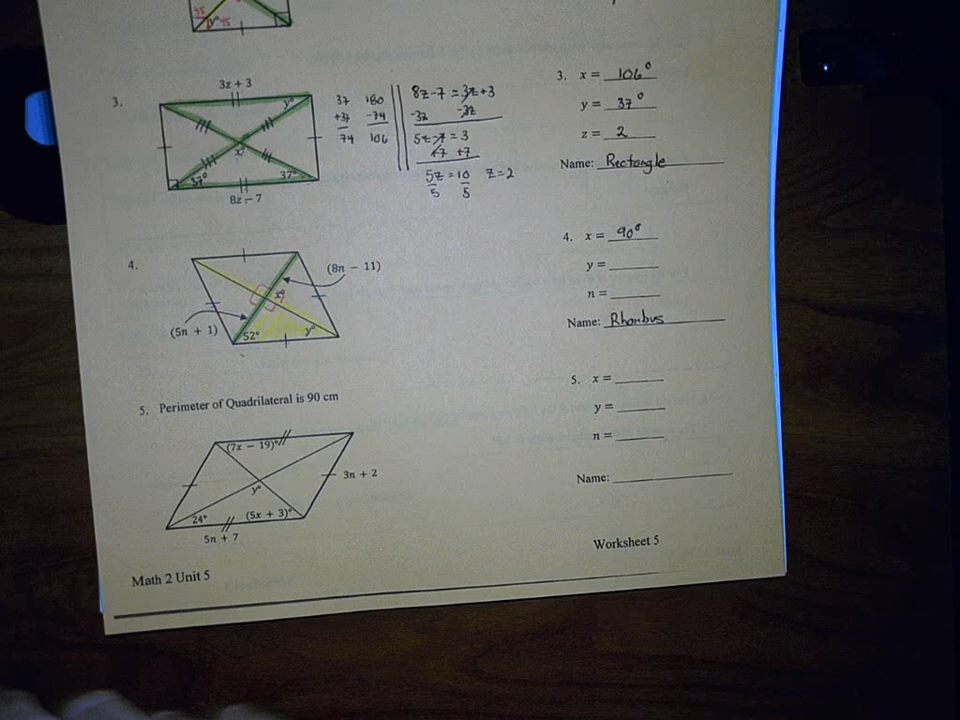 45
y° 45
3.
3z + 3
y°
x°
37°
37°
8z - 7
37 180
+37 -74
74 106
8z-7 = 3z+3
-3z -3z
5z-7 = 3
+7 +7
5z = 10 z=2
5 5
3. x = 106°
y = 37°
z = 2
Name: Rectangle
4.
(8n − 11)
x°
(5n + 1)
52°
y°
4. x = 90°
y =
n =
Name: Rhombus
5. Perimeter of Quadrilateral is 90 cm
(7x − 19)°
3n + 2
y°
24°
(5x + 3)°
5n + 7
5. x =
y =
n =
Name:
Math 2 Unit 5
Worksheet 5